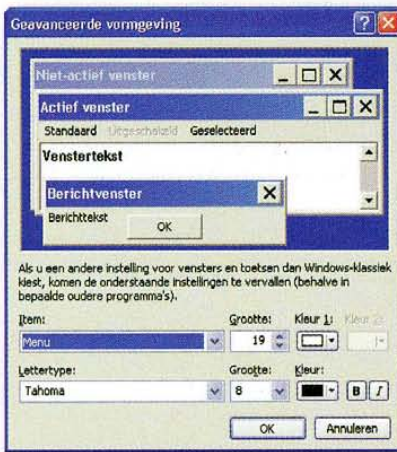 Geavanceerde vormgeving
Niet-actief venster
Actief venster
Standaard Uitgeschakeld Geselecteerd
Venstertekst
Berichtvenster
Berichttekst
OK
Als u een andere instelling voor vensters en toetsen dan Windows-klassiek
kiest, komen de onderstaande instellingen te vervallen (behalve in
bepaalde oudere programma's).
Item: Grootte: Kleur 1: Kleur 2:
Menu 19
Lettertype: Grootte: Kleur:
Tahoma 8 B I
OK Annuleren